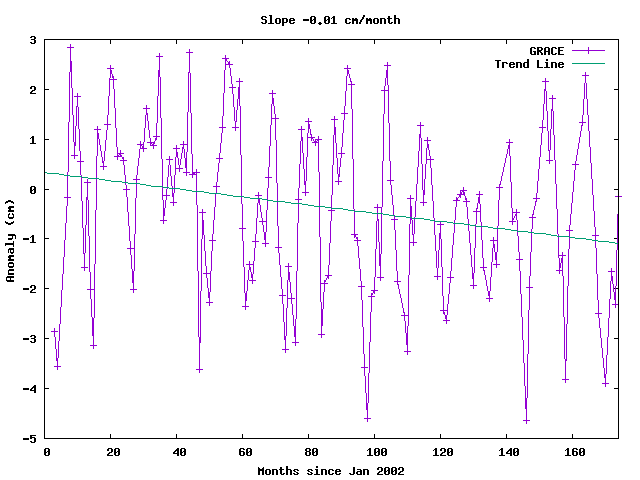 Slope -0.01 cm/month
GRACE
Trend Line
3
2
1
0
-1
-2
-3
-4
-5
Anomaly (cm)
0 20 40 60 80 100 120 140 160
Months since Jan 2002